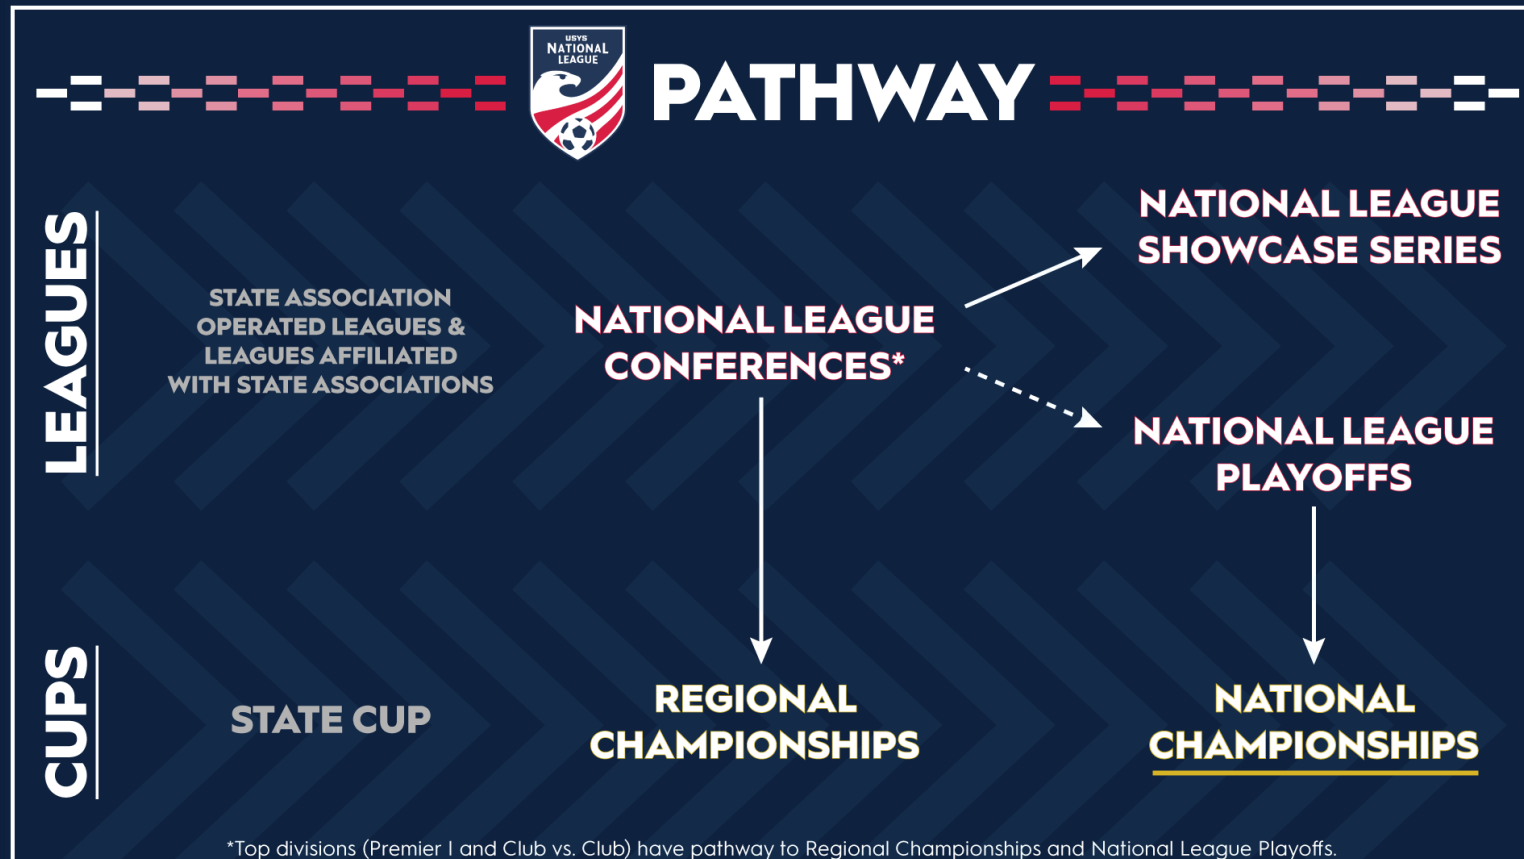 USYS
NATIONAL
LEAGUE
PATHWAY
LEAGUES
STATE ASSOCIATION
OPERATED LEAGUES &
LEAGUES AFFILIATED
WITH STATE ASSOCIATIONS
NATIONAL LEAGUE
CONFERENCES*
NATIONAL LEAGUE
SHOWCASE SERIES
NATIONAL LEAGUE
PLAYOFFS
CUPS
STATE CUP
REGIONAL
CHAMPIONSHIPS
NATIONAL
CHAMPIONSHIPS
*Top divisions (Premier I and Club vs. Club) have pathway to Regional Championships and National League Playoffs.